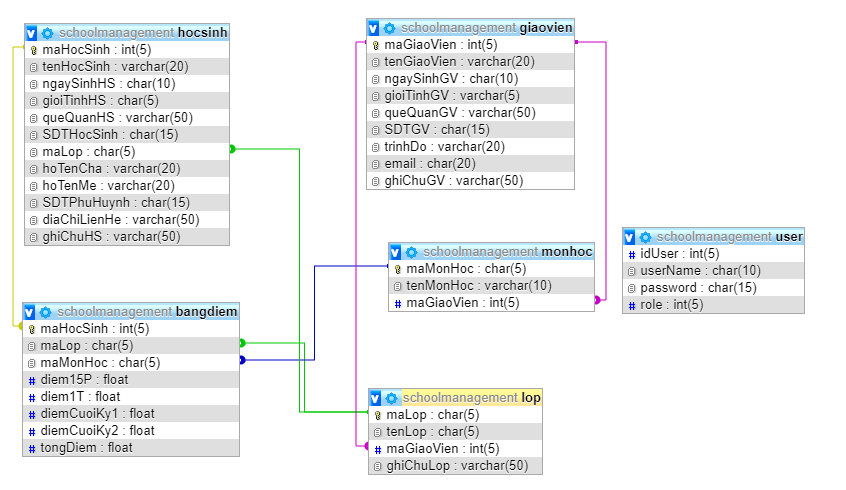 schoolmanagement hocsinh
maHocSinh : int(5)
tenHocSinh : varchar(20)
ngaySinhHS : char(10)
gioiTinhHS : char(5)
queQuanHS : varchar(50)
SDTHocSinh : char(15)
maLop : char(5)
hoTenCha : varchar(20)
hoTenMe : varchar(20)
SDTPhuHuynh : char(15)
diaChiLienHe : varchar(50)
ghiChuHS : varchar(50)
schoolmanagement giaovien
maGiaoVien : int(5)
tenGiaoVien : varchar(20)
ngaySinhGV : char(10)
gioiTinhGV : varchar(5)
queQuanGV : varchar(50)
SDTGV : char(15)
trinhDo : varchar(20)
email : char(20)
ghiChuGV : varchar(50)
schoolmanagement monhoc
maMonHoc : char(5)
tenMonHoc : varchar(10)
# maGiaoVien : int(5)
schoolmanagement user
# idUser : int(5)
userName : char(10)
password : char(15)
# role : int(5)
schoolmanagement bangdiem
maHocSinh : int(5)
maLop : char(5)
maMonHoc : char(5)
# diem15P : float
# diem1T : float
# diemCuoiKy1 : float
# diemCuoiKy2 : float
# tongDiem : float
schoolmanagement lop
maLop : char(5)
tenLop : char(5)
# maGiaoVien : int(5)
ghiChuLop : varchar(50)